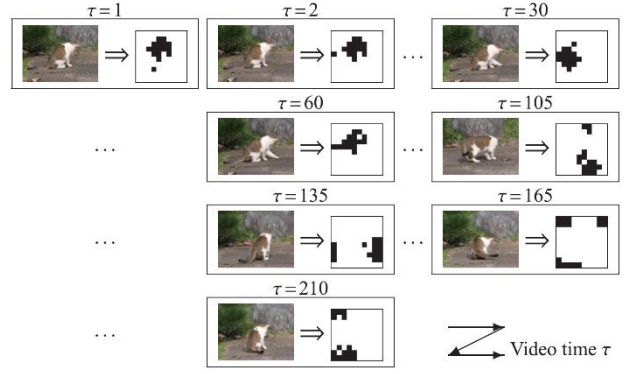 τ=1
τ=2
τ=30
⇒
⇒
...
⇒
τ=60
τ=105
...
⇒
⇒
τ=135
τ=165
...
⇒
...
⇒
τ=210
...
⇒
Video time τ